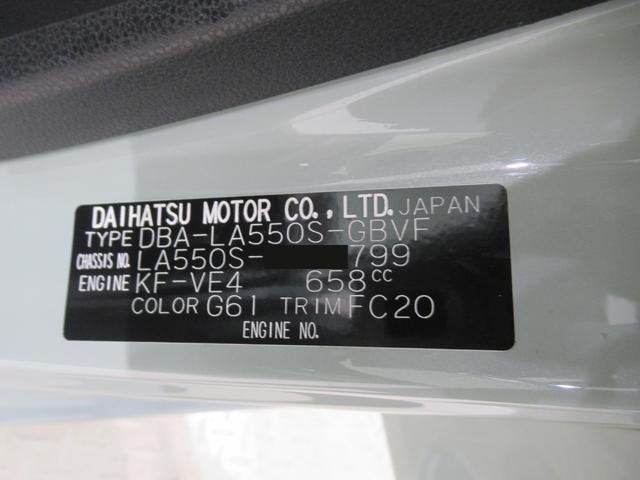 DAIHATSU MOTOR CO., LTD. JAPAN
TYPE DBA-LA550S-GBVF
CHASSIS NO. LA550S- 799
ENGINE KF-VE4 658cc
COLOR G61 TRIM FC20
ENGINE NO.